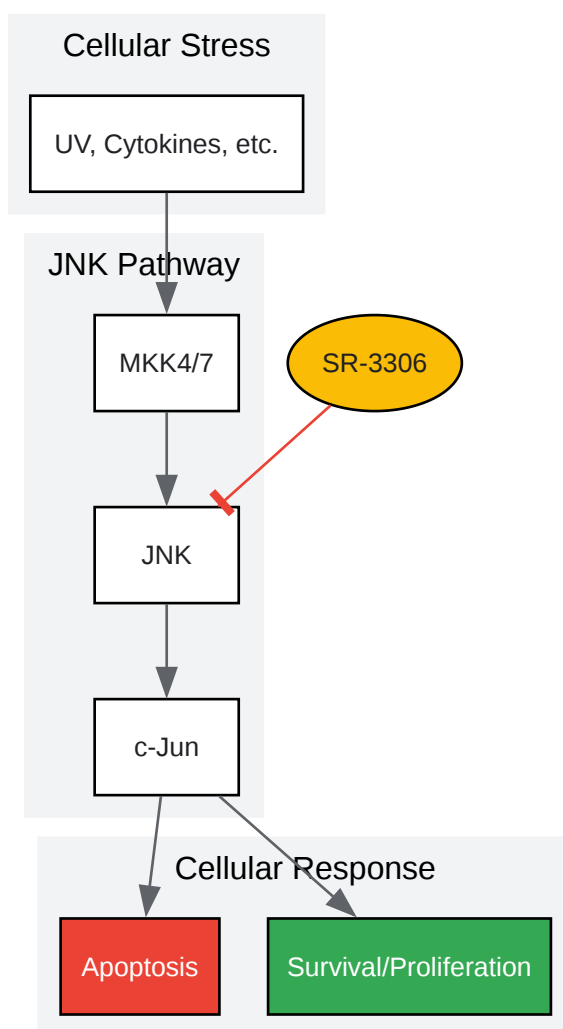 Cellular Stress
UV, Cytokines, etc.
JNK Pathway
MKK4/7
SR-3306
JNK
c-Jun
Cellular Response
Apoptosis
Survival/Proliferation